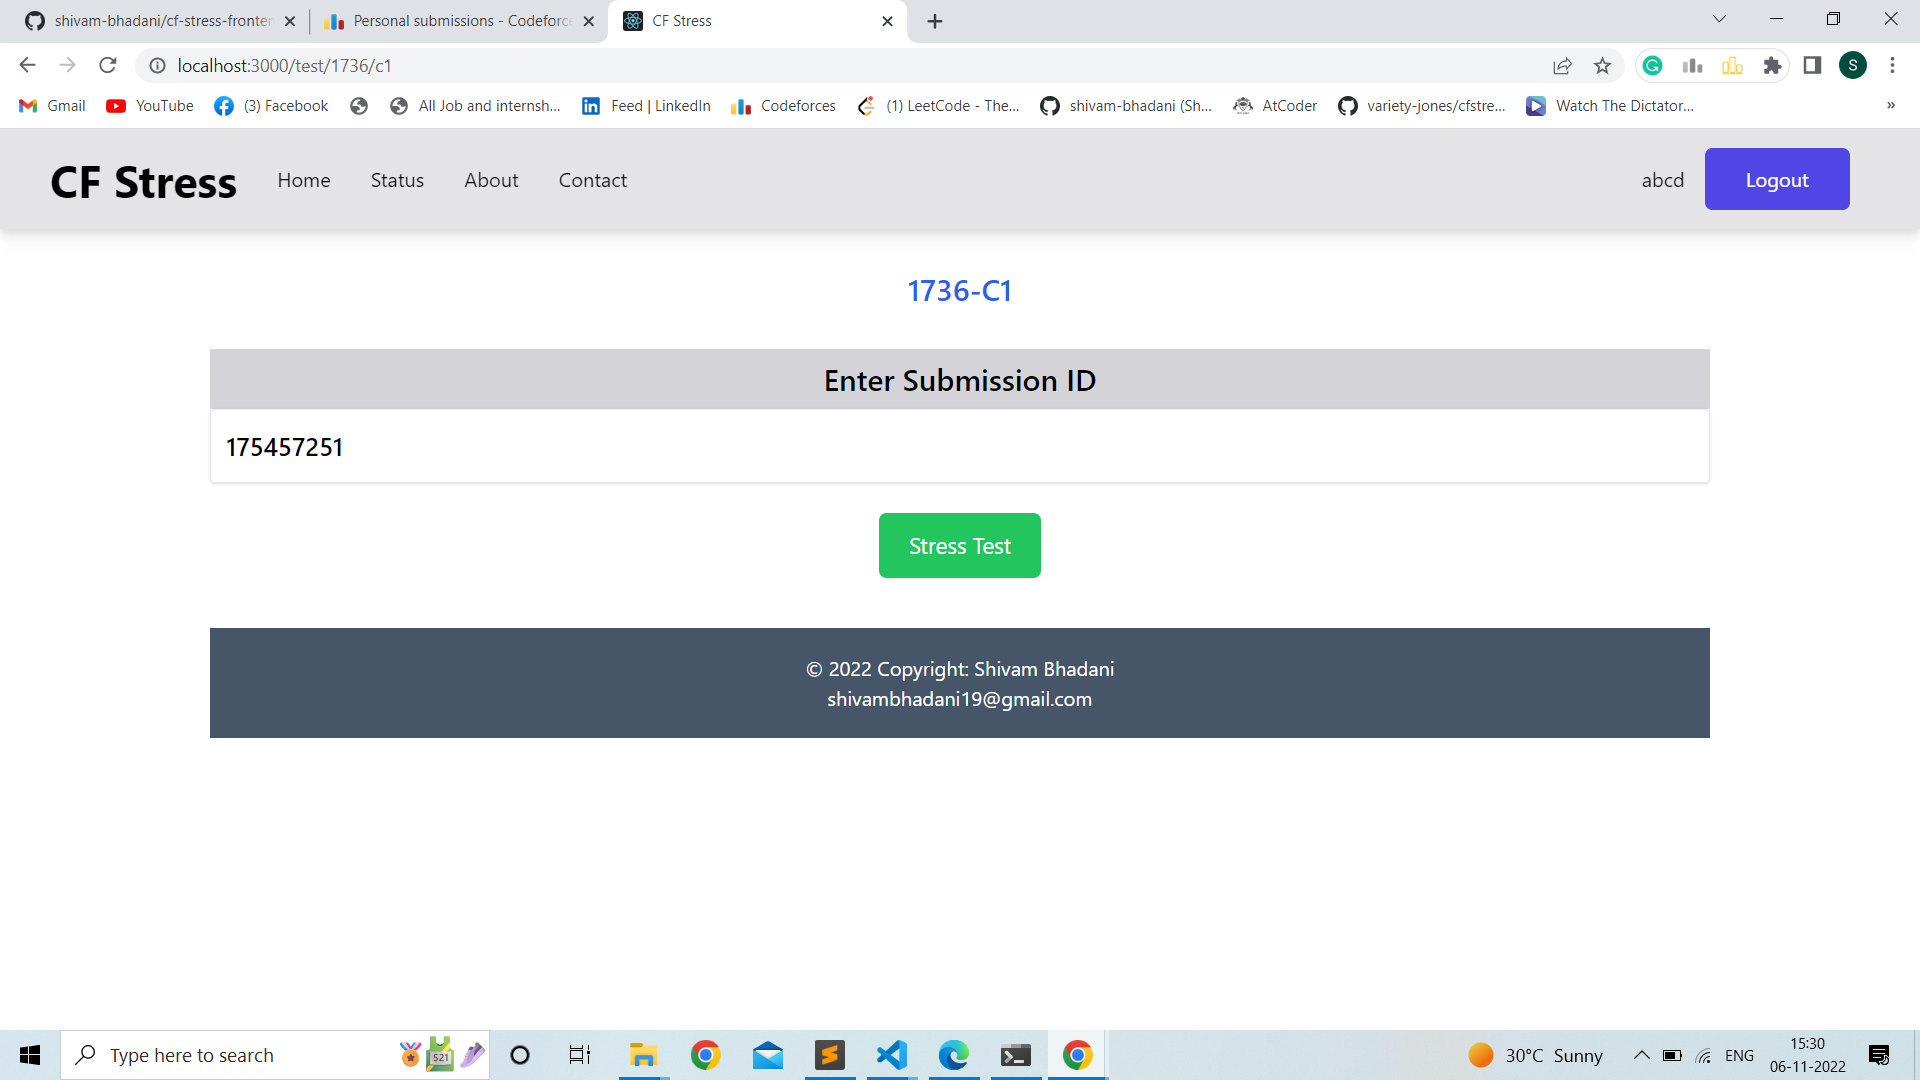 shivam-bhadani/cf-stress-fronten
Personal submissions - Codeforce
CF Stress
localhost:3000/test/1736/c1
S
Gmail
YouTube
(3) Facebook
All Job and internsh...
Feed | LinkedIn
Codeforces
(1) LeetCode - The...
shivam-bhadani (Sh...
AtCoder
variety-jones/cfstre...
Watch The Dictator...
»
CF Stress
Home
Status
About
Contact
abcd
Logout
1736-C1
Enter Submission ID
175457251
Stress Test
© 2022 Copyright: Shivam Bhadani
shivambhadani19@gmail.com
Type here to search
521
30°C Sunny
ENG
15:30
06-11-2022